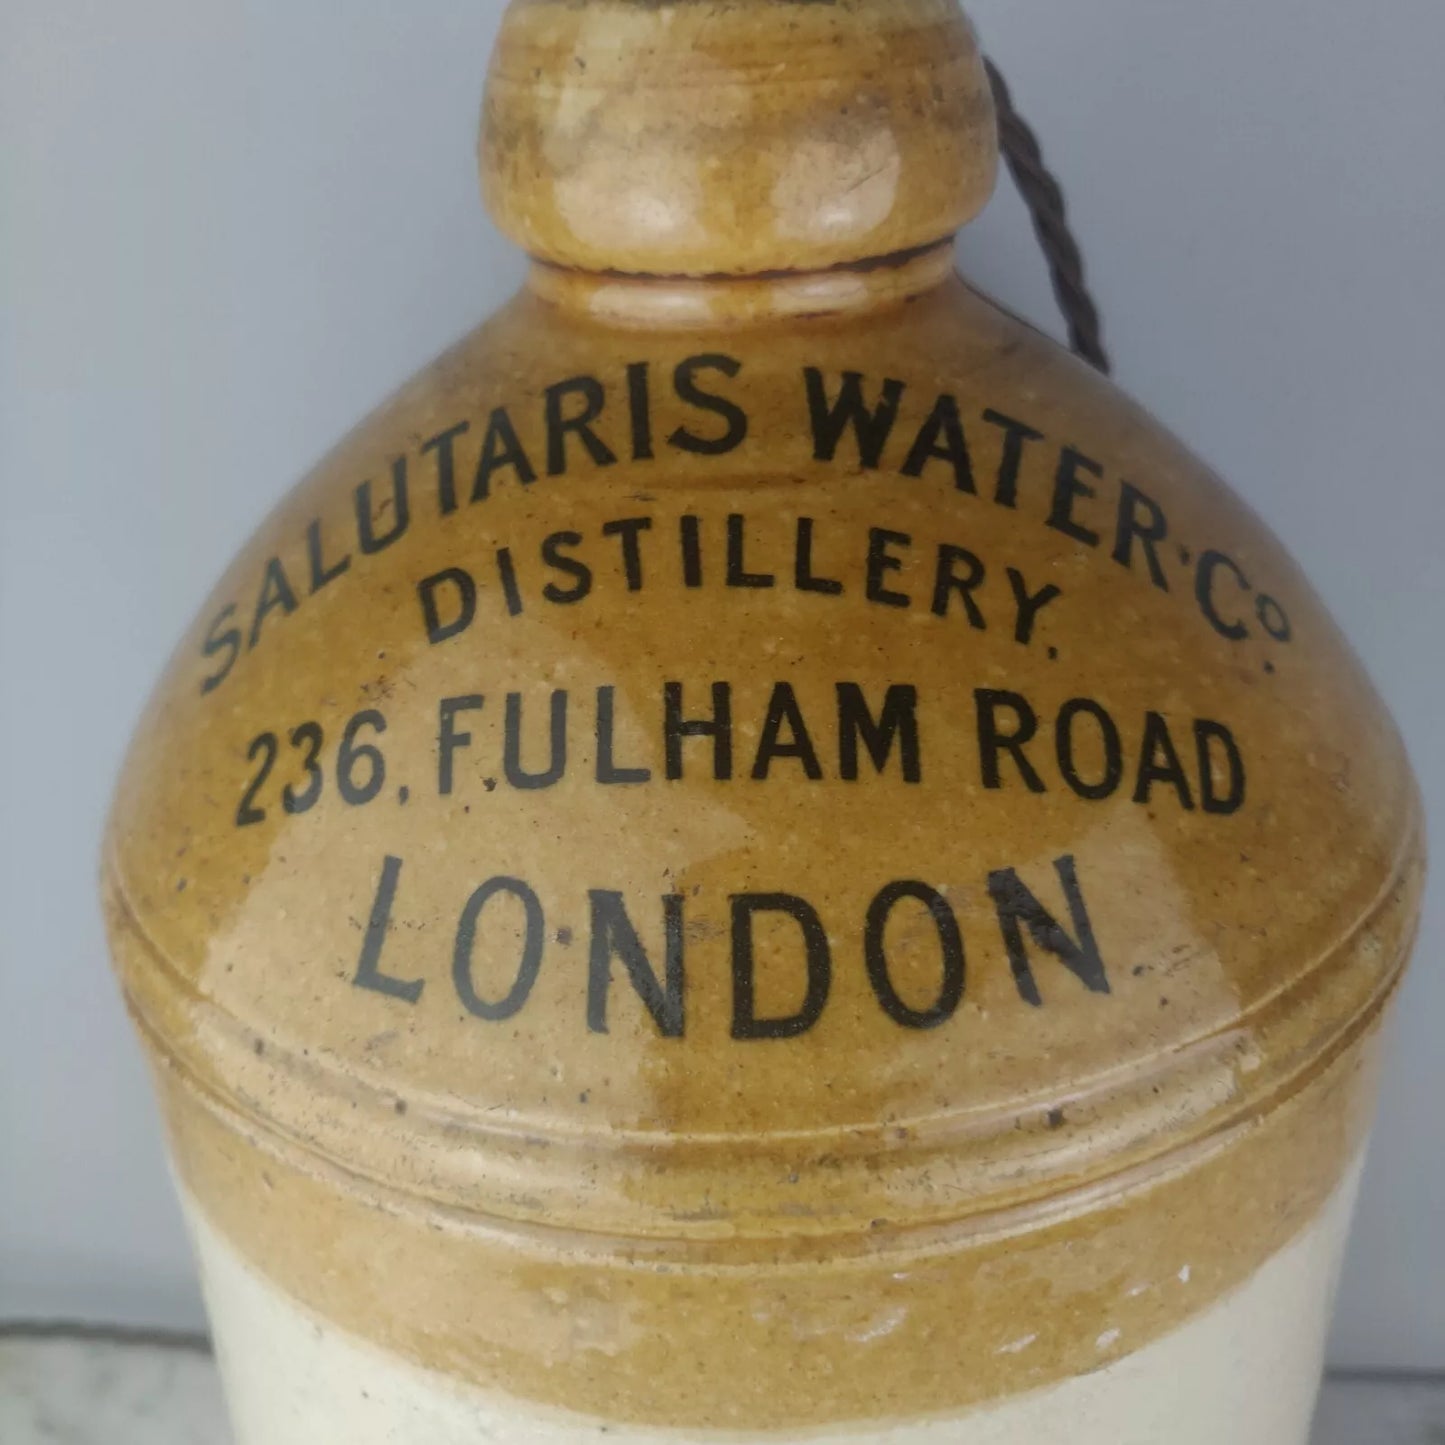 SALUTARIS WATER·Co.
DISTILLERY,
236, FULHAM ROAD
LONDON